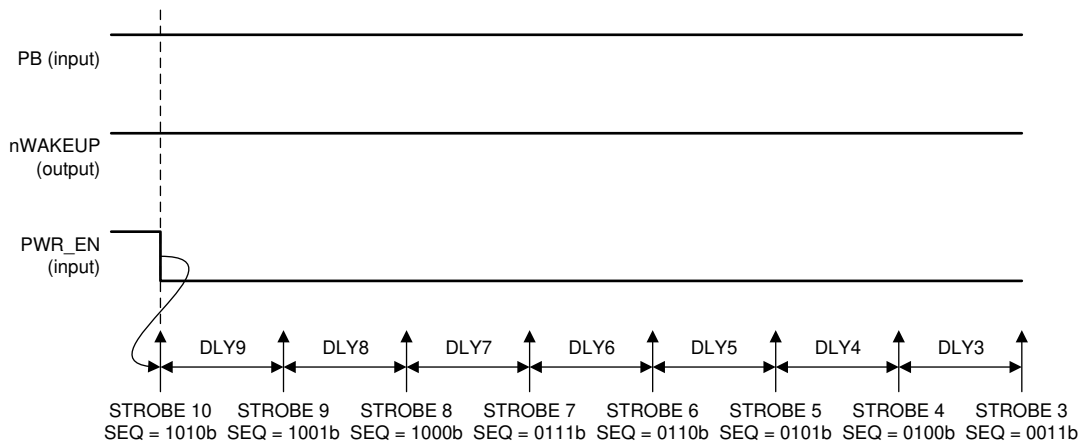 PB (input)
nWAKEUP
(output)
PWR_EN
(input)
DLY9
DLY8
DLY7
DLY6
DLY5
DLY4
DLY3
STROBE 10
SEQ = 1010b
STROBE 9
SEQ = 1001b
STROBE 8
SEQ = 1000b
STROBE 7
SEQ = 0111b
STROBE 6
SEQ = 0110b
STROBE 5
SEQ = 0101b
STROBE 4
SEQ = 0100b
STROBE 3
SEQ = 0011b